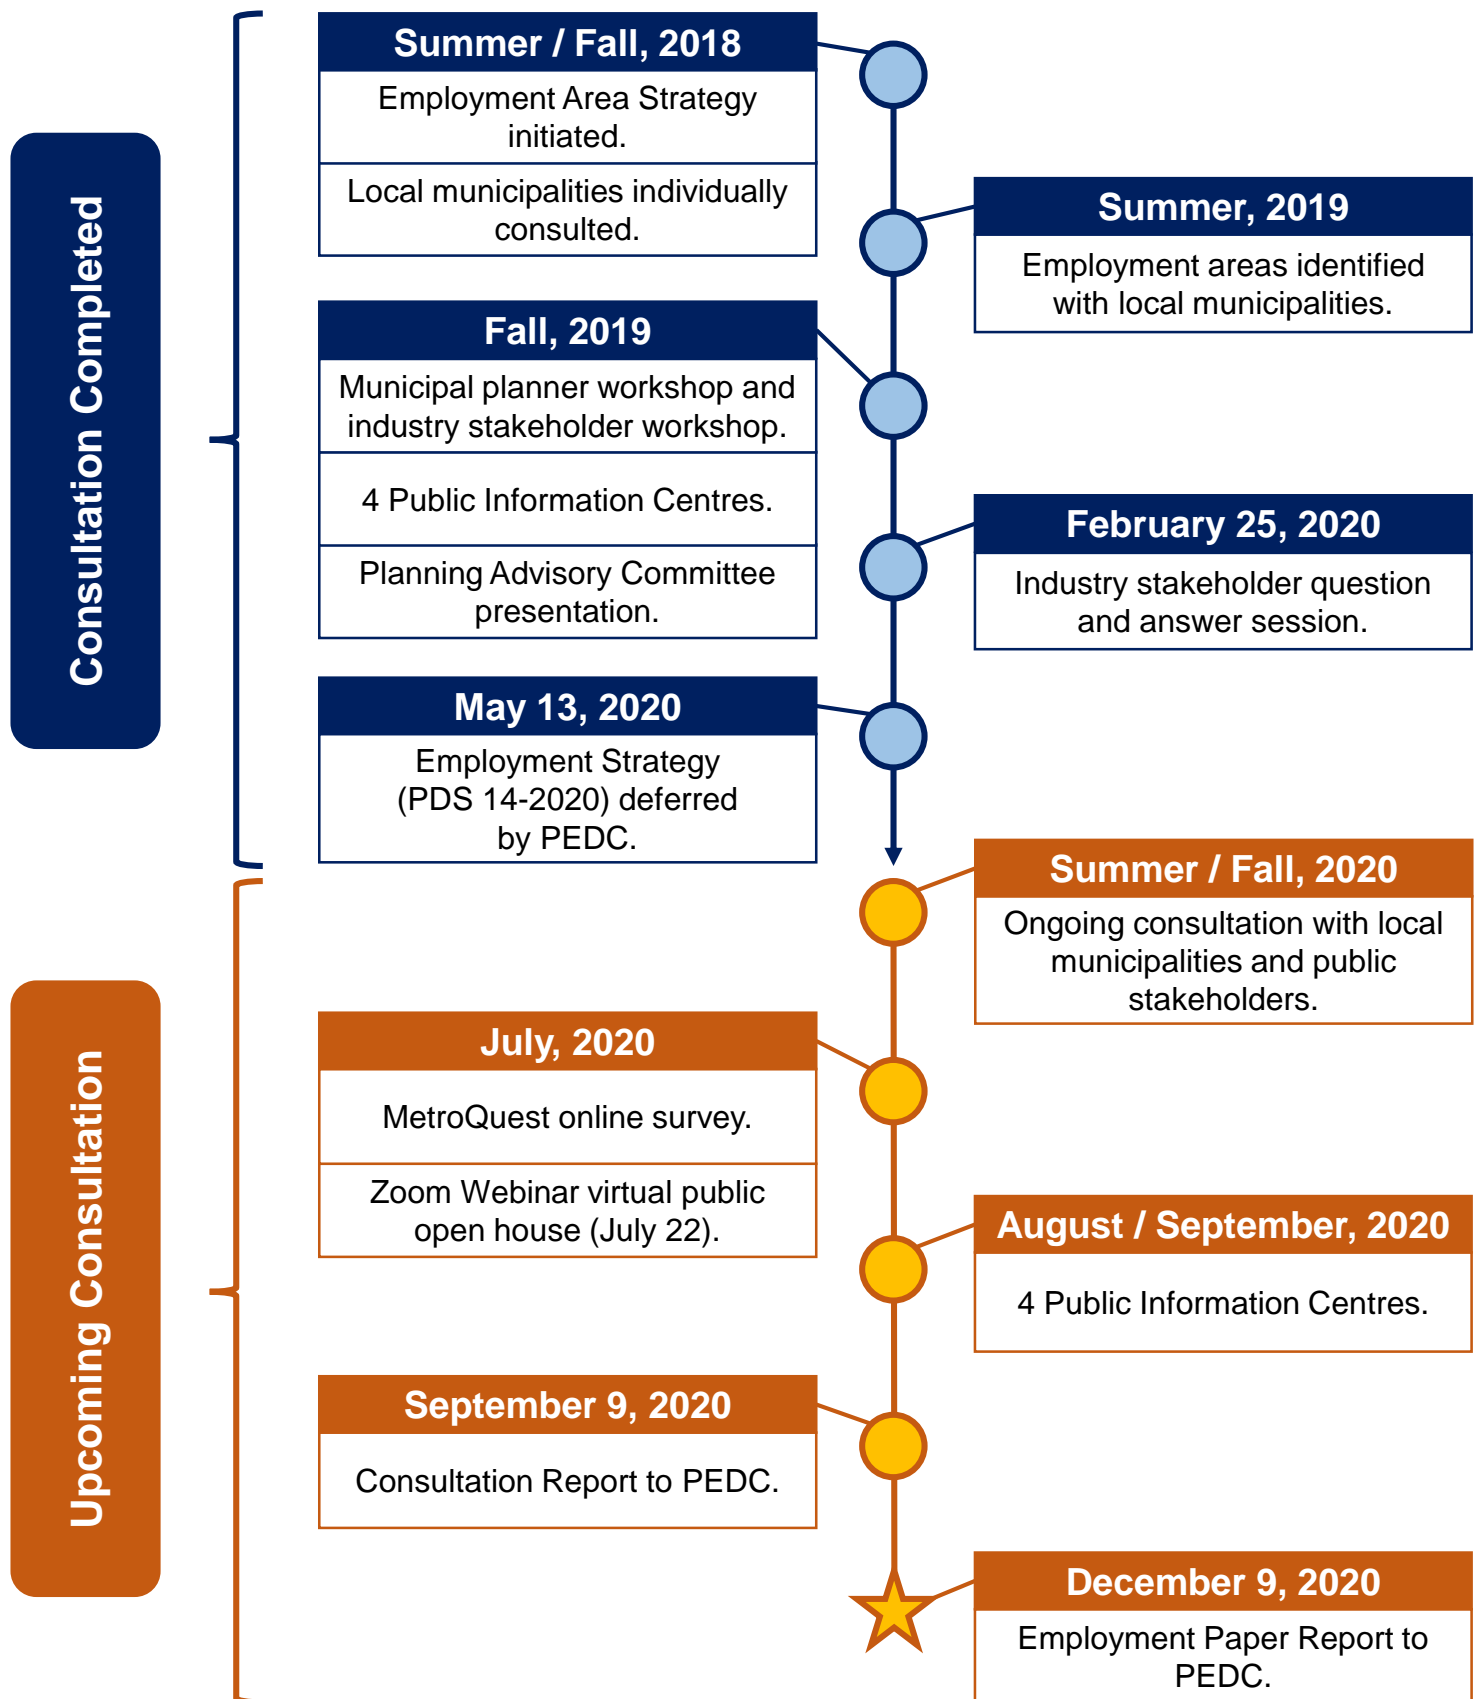 Consultation Completed
Summer / Fall, 2018
Employment Area Strategy
initiated.
Local municipalities individually
consulted.
Summer, 2019
Employment areas identified
with local municipalities.
Fall, 2019
Municipal planner workshop and
industry stakeholder workshop.
4 Public Information Centres.
Planning Advisory Committee
presentation.
February 25, 2020
Industry stakeholder question
and answer session.
May 13, 2020
Employment Strategy
(PDS 14-2020) deferred
by PEDC.
Upcoming Consultation
Summer / Fall, 2020
Ongoing consultation with local
municipalities and public
stakeholders.
July, 2020
MetroQuest online survey.
Zoom Webinar virtual public
open house (July 22).
August / September, 2020
4 Public Information Centres.
September 9, 2020
Consultation Report to PEDC.
December 9, 2020
Employment Paper Report to
PEDC.